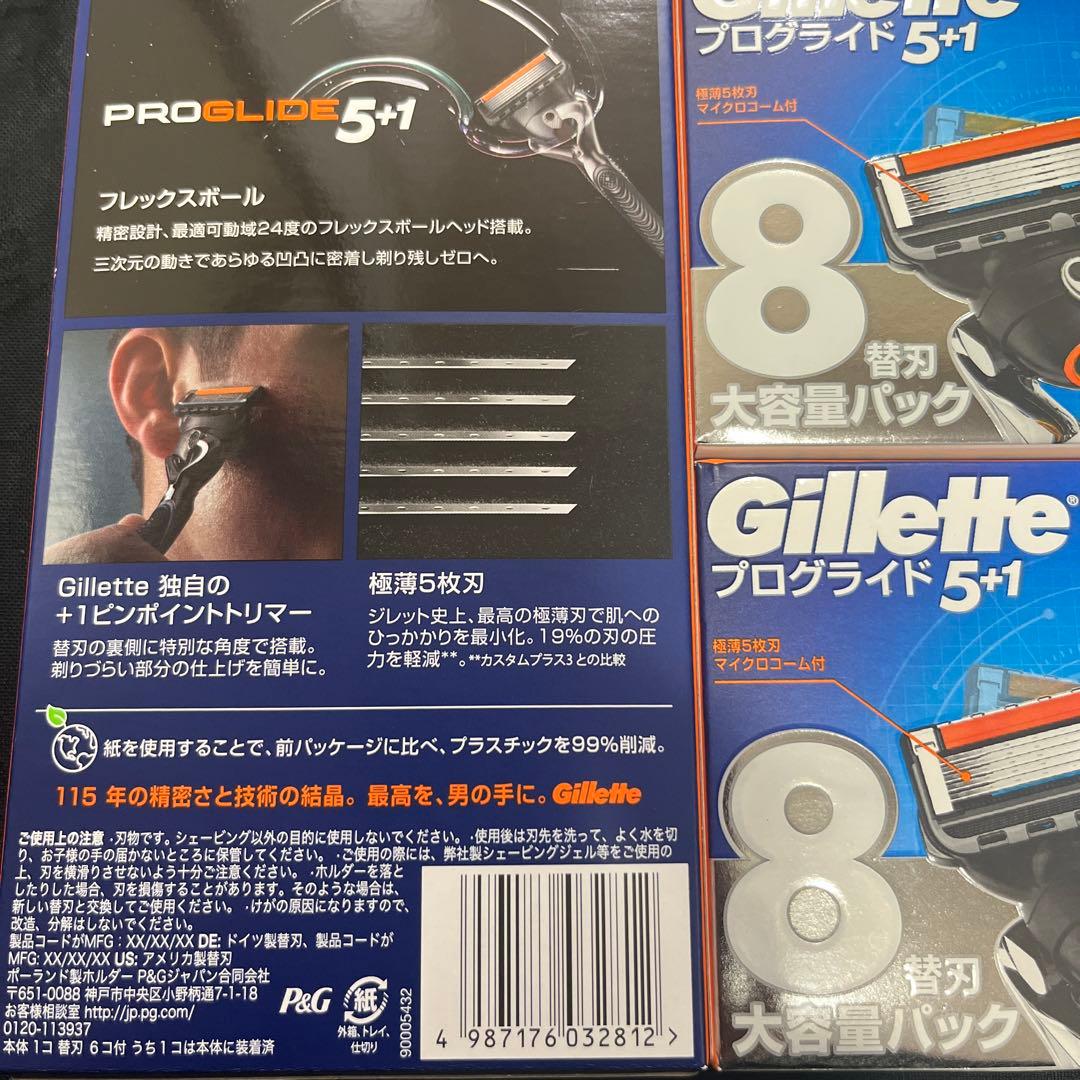 PROGLIDE 5+1
フレックスボール
精密設計、最適可動域24度のフレックスボールヘッド搭載。
三次元の動きであらゆる凹凸に密着し剃り残しゼロへ。
Gillette 独自の
+1ピンポイントトリマー
替刃の裏側に特別な角度で搭載。
剃りづらい部分の仕上げを簡単に。
極薄5枚刃
ジレット史上、最高の極薄刃で肌への
ひっかかりを最小化。19%の刃の圧
力を軽減**。**カスタムプラス3 との比較
紙を使用することで、前パッケージに比べ、プラスチックを99%削減。
115 年の精密さと技術の結晶。最高を、男の手に。Gillette
ご使用上の注意 ・刃物です。シェービング以外の目的に使用しないでください。・使用後は刃先を洗って、よく水を切
り、お子様の手の届かないところに保管してください。・ご使用の際には、弊社製シェービングジェル等をご使用の
上、刃を横滑りさせないよう十分ご注意ください。・ホルダーを落と
したりした場合、刃を損傷することがあります。そのような場合は、
新しい替刃と交換してご使用ください。・けがの原因になりますので、
改造、分解はしないでください。
製品コードがMFG：XX/XX/XX DE: ドイツ製替刃、製品コードが
MFG: XX/XX/XX US: アメリカ製替刃
ポーランド製ホルダー P&Gジャパン合同会社
〒651-0088 神戸市中央区小野柄通7-1-18
お客様相談室 http://jp.pg.com/
0120-113937
本体 1コ 替刃 6コ付 うち1コは本体に装着済
P&G
紙
外箱、トレイ、
仕切り
90005432
4 987176 032812 >
Gillette
プログライド 5+1
極薄5枚刃
マイクロコーム付
8
替刃
大容量パック
Gillette®
プログライド 5+1
極薄5枚刃
マイクロコーム付
8
替刃
大容量パック